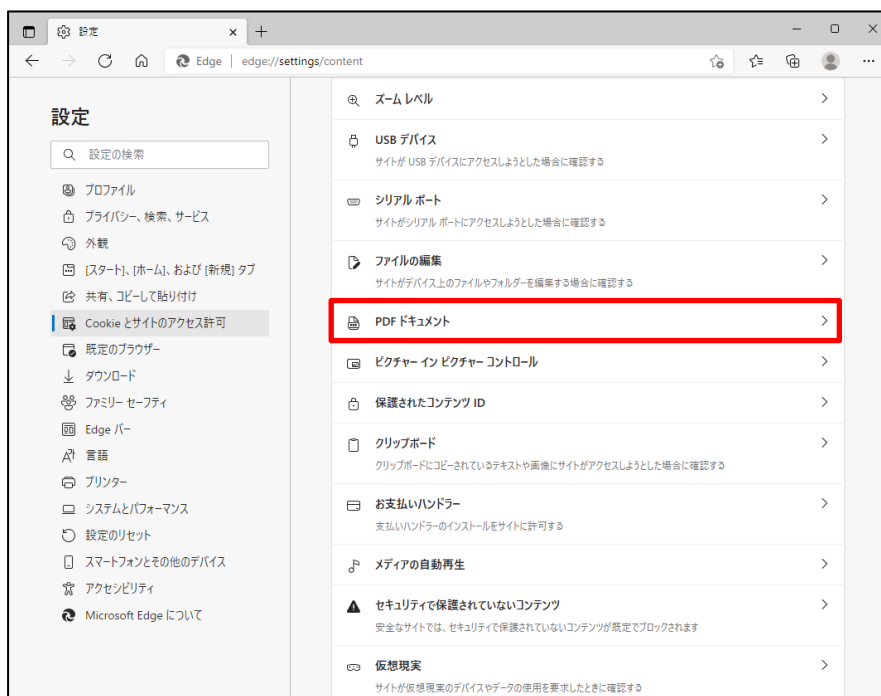 設定
Edge
edge://settings/content
設定
設定の検索
プロファイル
プライバシー、検索、サービス
外観
[スタート]、[ホーム]、および [新規] タブ
共有、コピーして貼り付け
Cookie とサイトのアクセス許可
既定のブラウザー
ダウンロード
ファミリー セーフティ
Edge バー
言語
プリンター
システムとパフォーマンス
設定のリセット
スマートフォンとその他のデバイス
アクセシビリティ
Microsoft Edge について
ズーム レベル
USB デバイス
サイトが USB デバイスにアクセスしようとした場合に確認する
シリアル ポート
サイトがシリアル ポートにアクセスしようとした場合に確認する
ファイルの編集
サイトがデバイス上のファイルやフォルダーを編集する場合に確認する
PDF ドキュメント
ピクチャー イン ピクチャー コントロール
保護されたコンテンツ ID
クリップボード
クリップボードにコピーされているテキストや画像にサイトがアクセスしようとした場合に確認する
お支払いハンドラー
支払いハンドラーのインストールをサイトに許可する
メディアの自動再生
セキュリティで保護されていないコンテンツ
安全なサイトでは、セキュリティで保護されていないコンテンツが既定でブロックされます
仮想現実
サイトが仮想現実のデバイスやデータの使用を要求したときに確認する